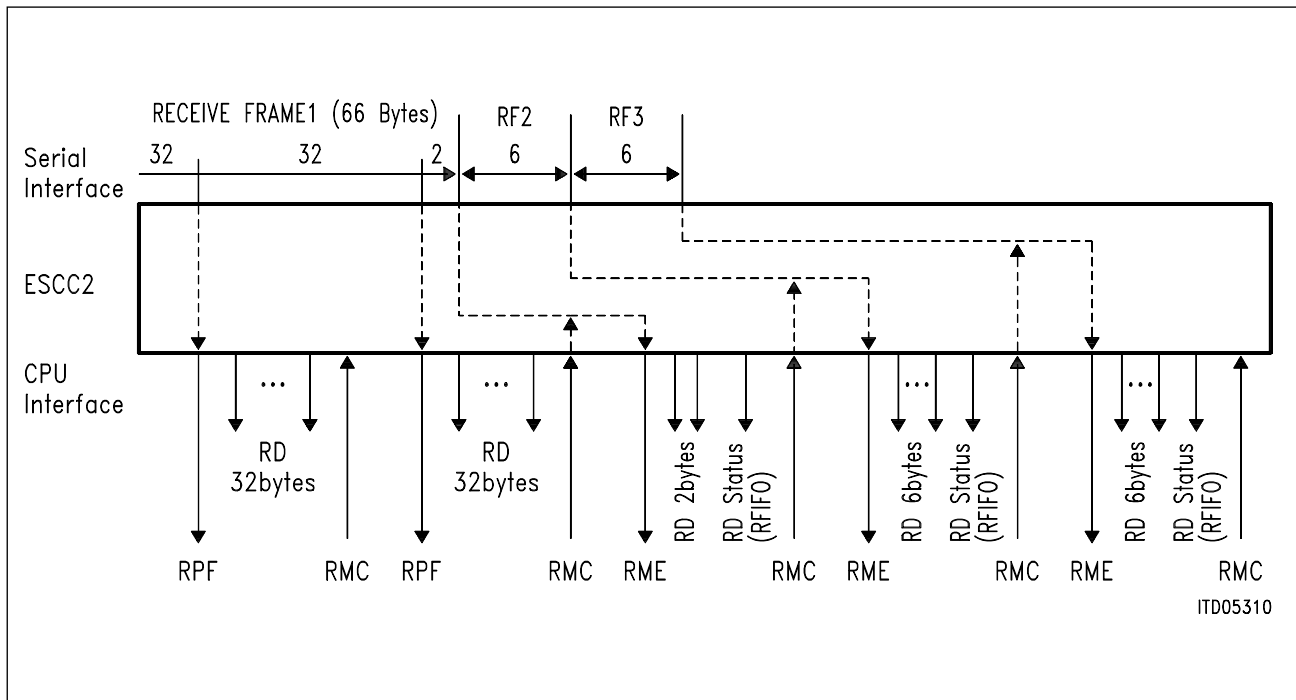 RECEIVE FRAME1 (66 Bytes) RF2 RF3
Serial Interface 32 32 2 6 6
ESCC2
CPU Interface
... ... ... ...
RD 32bytes RD 32bytes RD 2bytes RD Status (RFIFO) RD 6bytes RD Status (RFIFO) RD 6bytes RD Status (RFIFO)
RPF RMC RPF RMC RME RMC RME RMC RME RMC
ITD05310